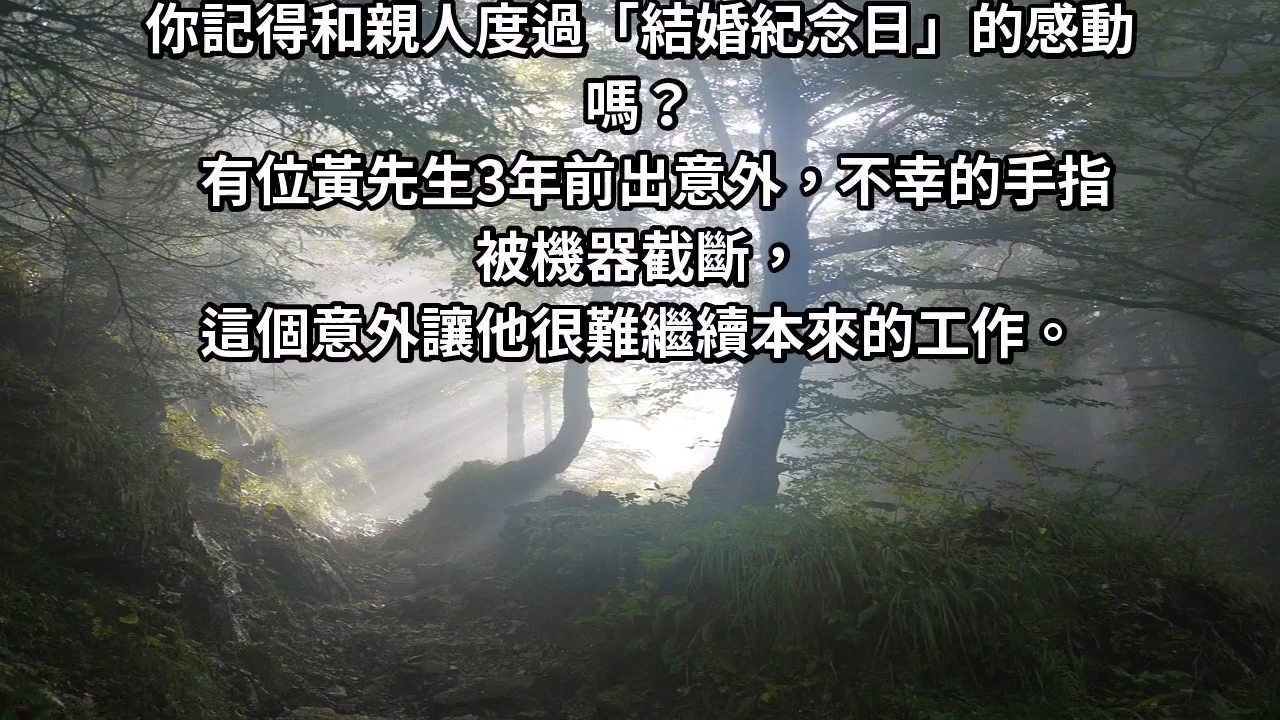 你記得和親人度過「結婚紀念日」的感動
嗎？
有位黃先生3年前出意外，不幸的手指
被機器截斷，
這個意外讓他很難繼續本來的工作。